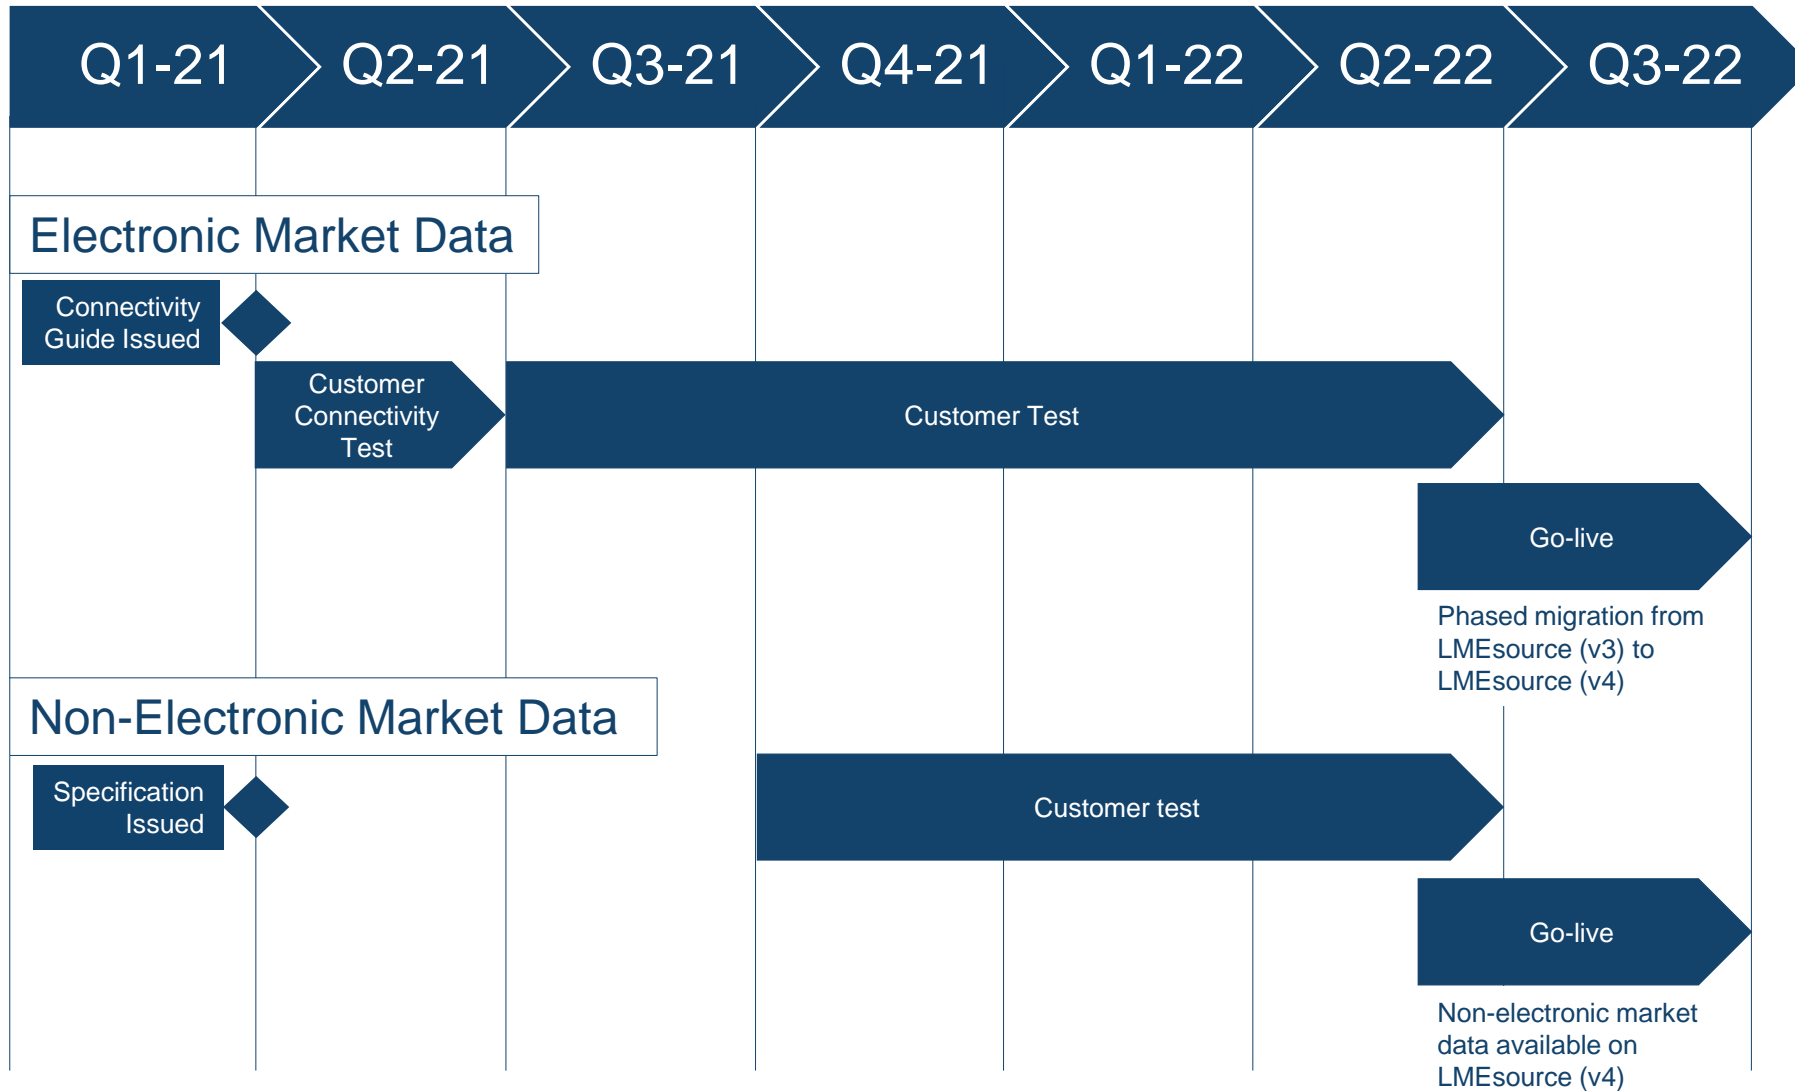 Q1-21
Q2-21
Q3-21
Q4-21
Q1-22
Q2-22
Q3-22
Electronic Market Data
Connectivity
Guide Issued
Customer
Connectivity
Test
Customer Test
Go-live
Phased migration from
LMEsource (v3) to
LMEsource (v4)
Non-Electronic Market Data
Specification
Issued
Customer test
Go-live
Non-electronic market
data available on
LMEsource (v4)